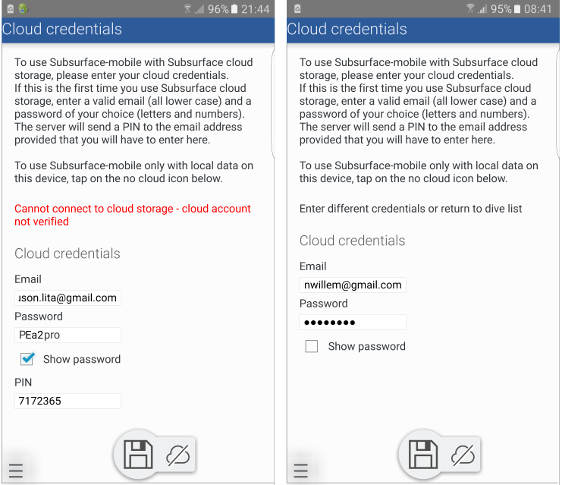 96% 21:44
Cloud credentials
To use Subsurface-mobile with Subsurface cloud
storage, please enter your cloud credentials.
If this is the first time you use Subsurface cloud
storage, enter a valid email (all lower case) and a
password of your choice (letters and numbers).
The server will send a PIN to the email address
provided that you will have to enter here.
To use Subsurface-mobile only with local data on
this device, tap on the no cloud icon below.
Cannot connect to cloud storage - cloud account
not verified
Cloud credentials
Email
ıson.lita@gmail.com
Password
PEa2pro
Show password
PIN
7172365
95% 08:41
Cloud credentials
To use Subsurface-mobile with Subsurface cloud
storage, please enter your cloud credentials.
If this is the first time you use Subsurface cloud
storage, enter a valid email (all lower case) and a
password of your choice (letters and numbers).
The server will send a PIN to the email address
provided that you will have to enter here.
To use Subsurface-mobile only with local data on
this device, tap on the no cloud icon below.
Enter different credentials or return to dive list
Cloud credentials
Email
nwillem@gmail.com
Password
●●●●●●●●
Show password